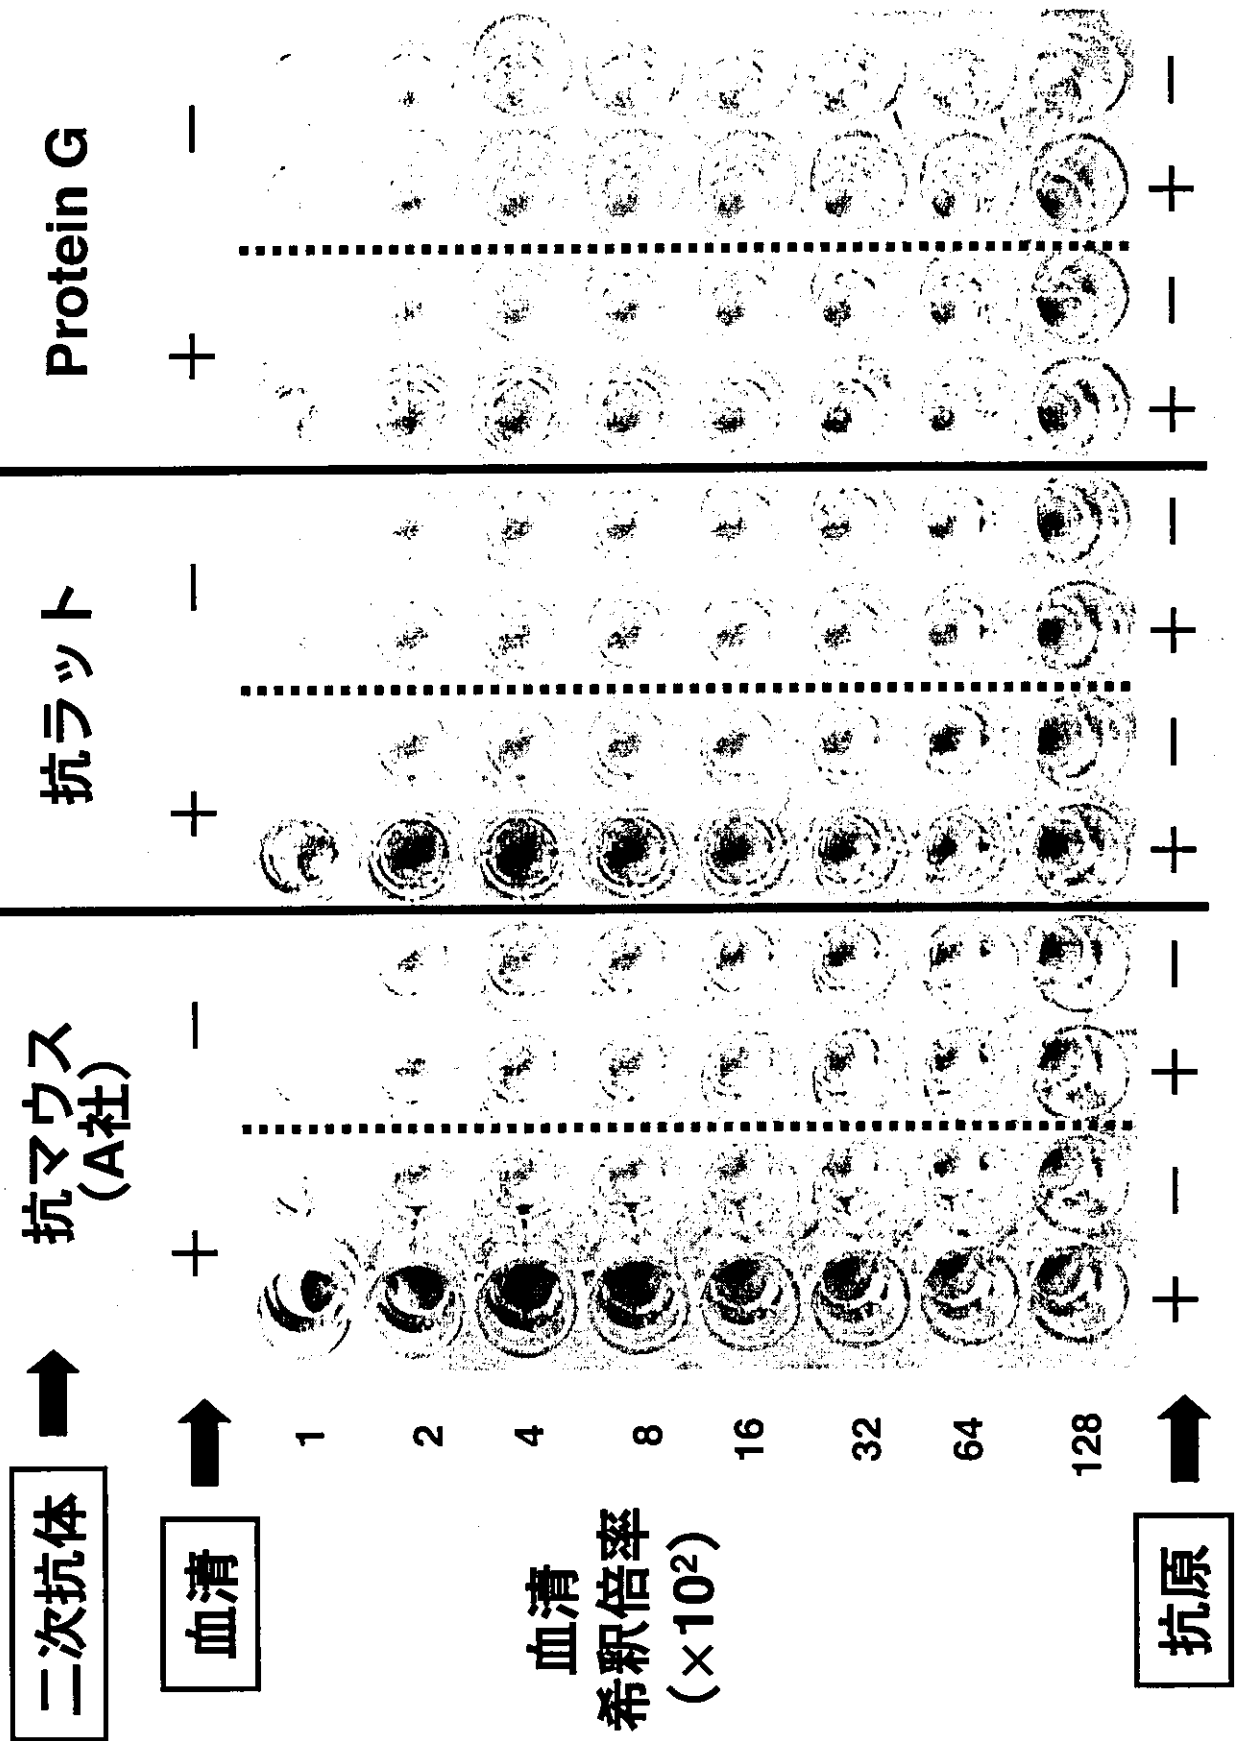 二次抗体
抗マウス
(A社)
抗ラット
Protein G
血清
+ − + − + −
血清
希釈倍率
(×10²)
1
2
4
8
16
32
64
128
抗原
+ − + − + − + − + − + −